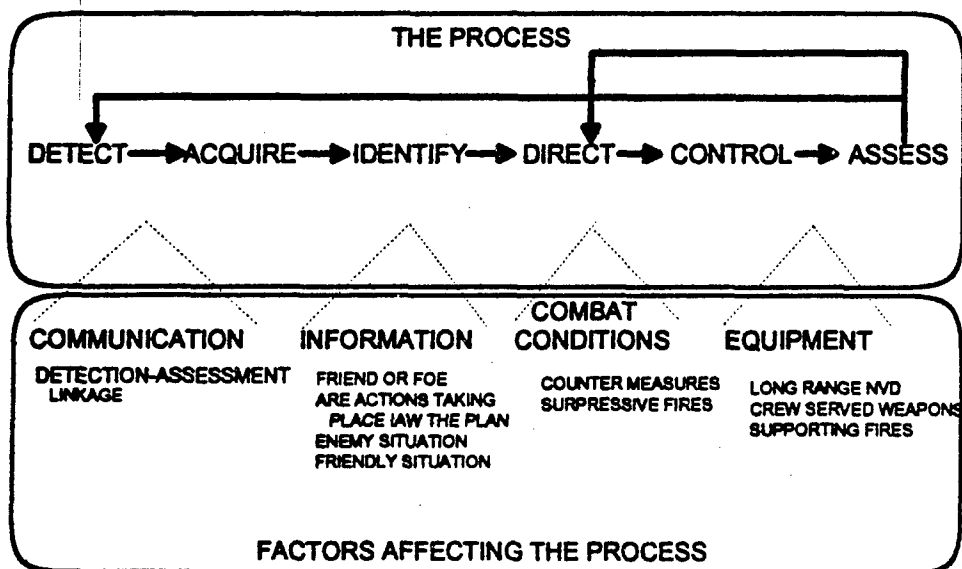 THE PROCESS
DETECT ACQUIRE IDENTIFY DIRECT CONTROL ASSESS
COMMUNICATION
DETECTION-ASSESSMENT
LINKAGE
INFORMATION
FRIEND OR FOE
ARE ACTIONS TAKING
PLACE IAW THE PLAN
ENEMY SITUATION
FRIENDLY SITUATION
COMBAT
CONDITIONS
COUNTER MEASURES
SURPRESSIVE FIRES
EQUIPMENT
LONG RANGE NVD
CREW SERVED WEAPONS
SUPPORTING FIRES
FACTORS AFFECTING THE PROCESS